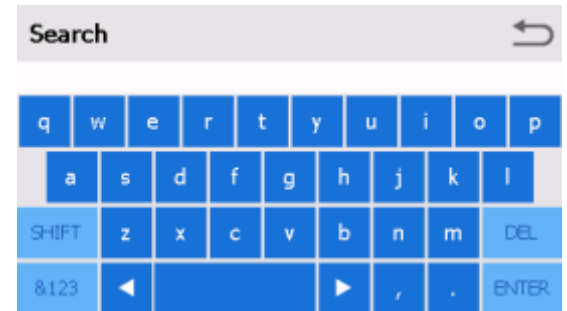 Search
q w e r t y u i o p
a s d f g h j k l
SHIFT z x c v b n m DEL
&123 , . ENTER